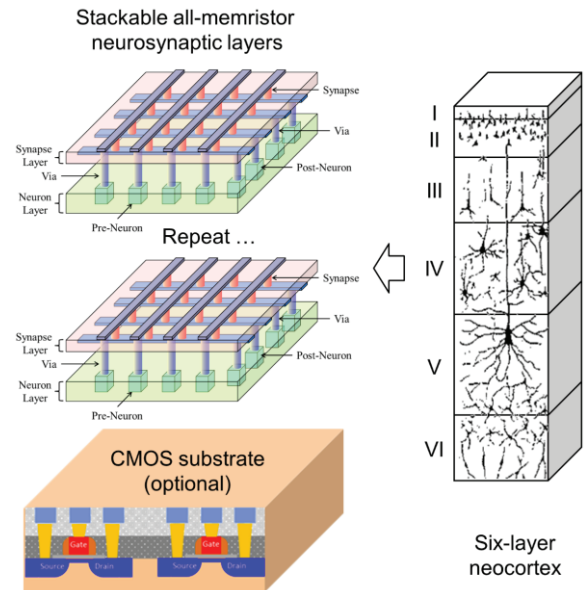 Stackable all-memristor
neurosynaptic layers
Synapse
Synapse
Layer
Via
Via
Post-Neuron
Neuron
Layer
Pre-Neuron
Repeat …
Synapse
Synapse
Layer
Via
Via
Post-Neuron
Neuron
Layer
Pre-Neuron
CMOS substrate
(optional)
Gate
Gate
Source
Drain
Source
Drain
I
II
III
IV
V
VI
Six-layer
neocortex